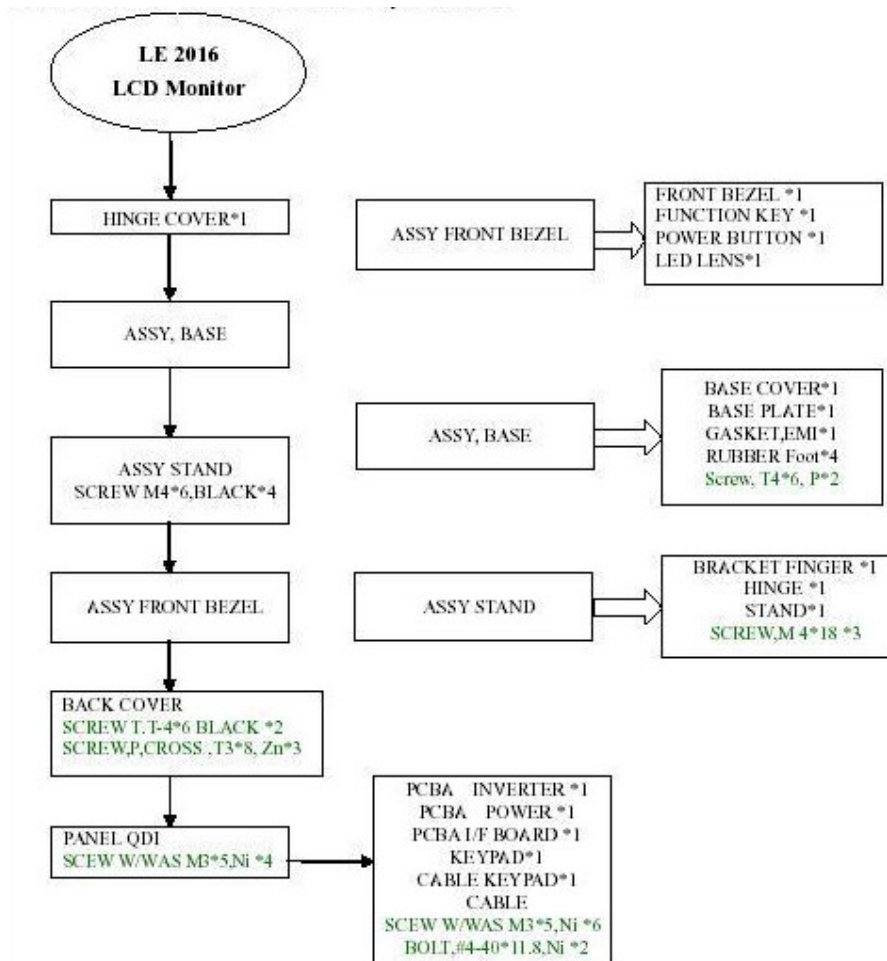 LE 2016
LCD Monitor
HINGE COVER*1
ASSY, BASE
ASSY STAND
SCREW M4*6,BLACK*4
ASSY FRONT BEZEL
BACK COVER
SCREW T.T-4*6 BLACK *2
SCREW,P,CROSS ,T3*8, Zn*3
PANEL QDI
SCEW W/WAS M3*5,Ni *4
ASSY FRONT BEZEL
FRONT BEZEL *1
FUNCTION KEY *1
POWER BUTTON *1
LED LENS*1
ASSY, BASE
BASE COVER*1
BASE PLATE*1
GASKET,EMI*1
RUBBER Foot*4
Screw, T4*6, P*2
ASSY STAND
BRACKET FINGER *1
HINGE *1
STAND*1
SCREW,M 4*18 *3
PCBA INVERTER *1
PCBA POWER *1
PCBA I/F BOARD *1
KEYPAD*1
CABLE KEYPAD*1
CABLE
SCEW W/WAS M3*5,Ni *6
BOLT,#4-40*11.8,Ni *2